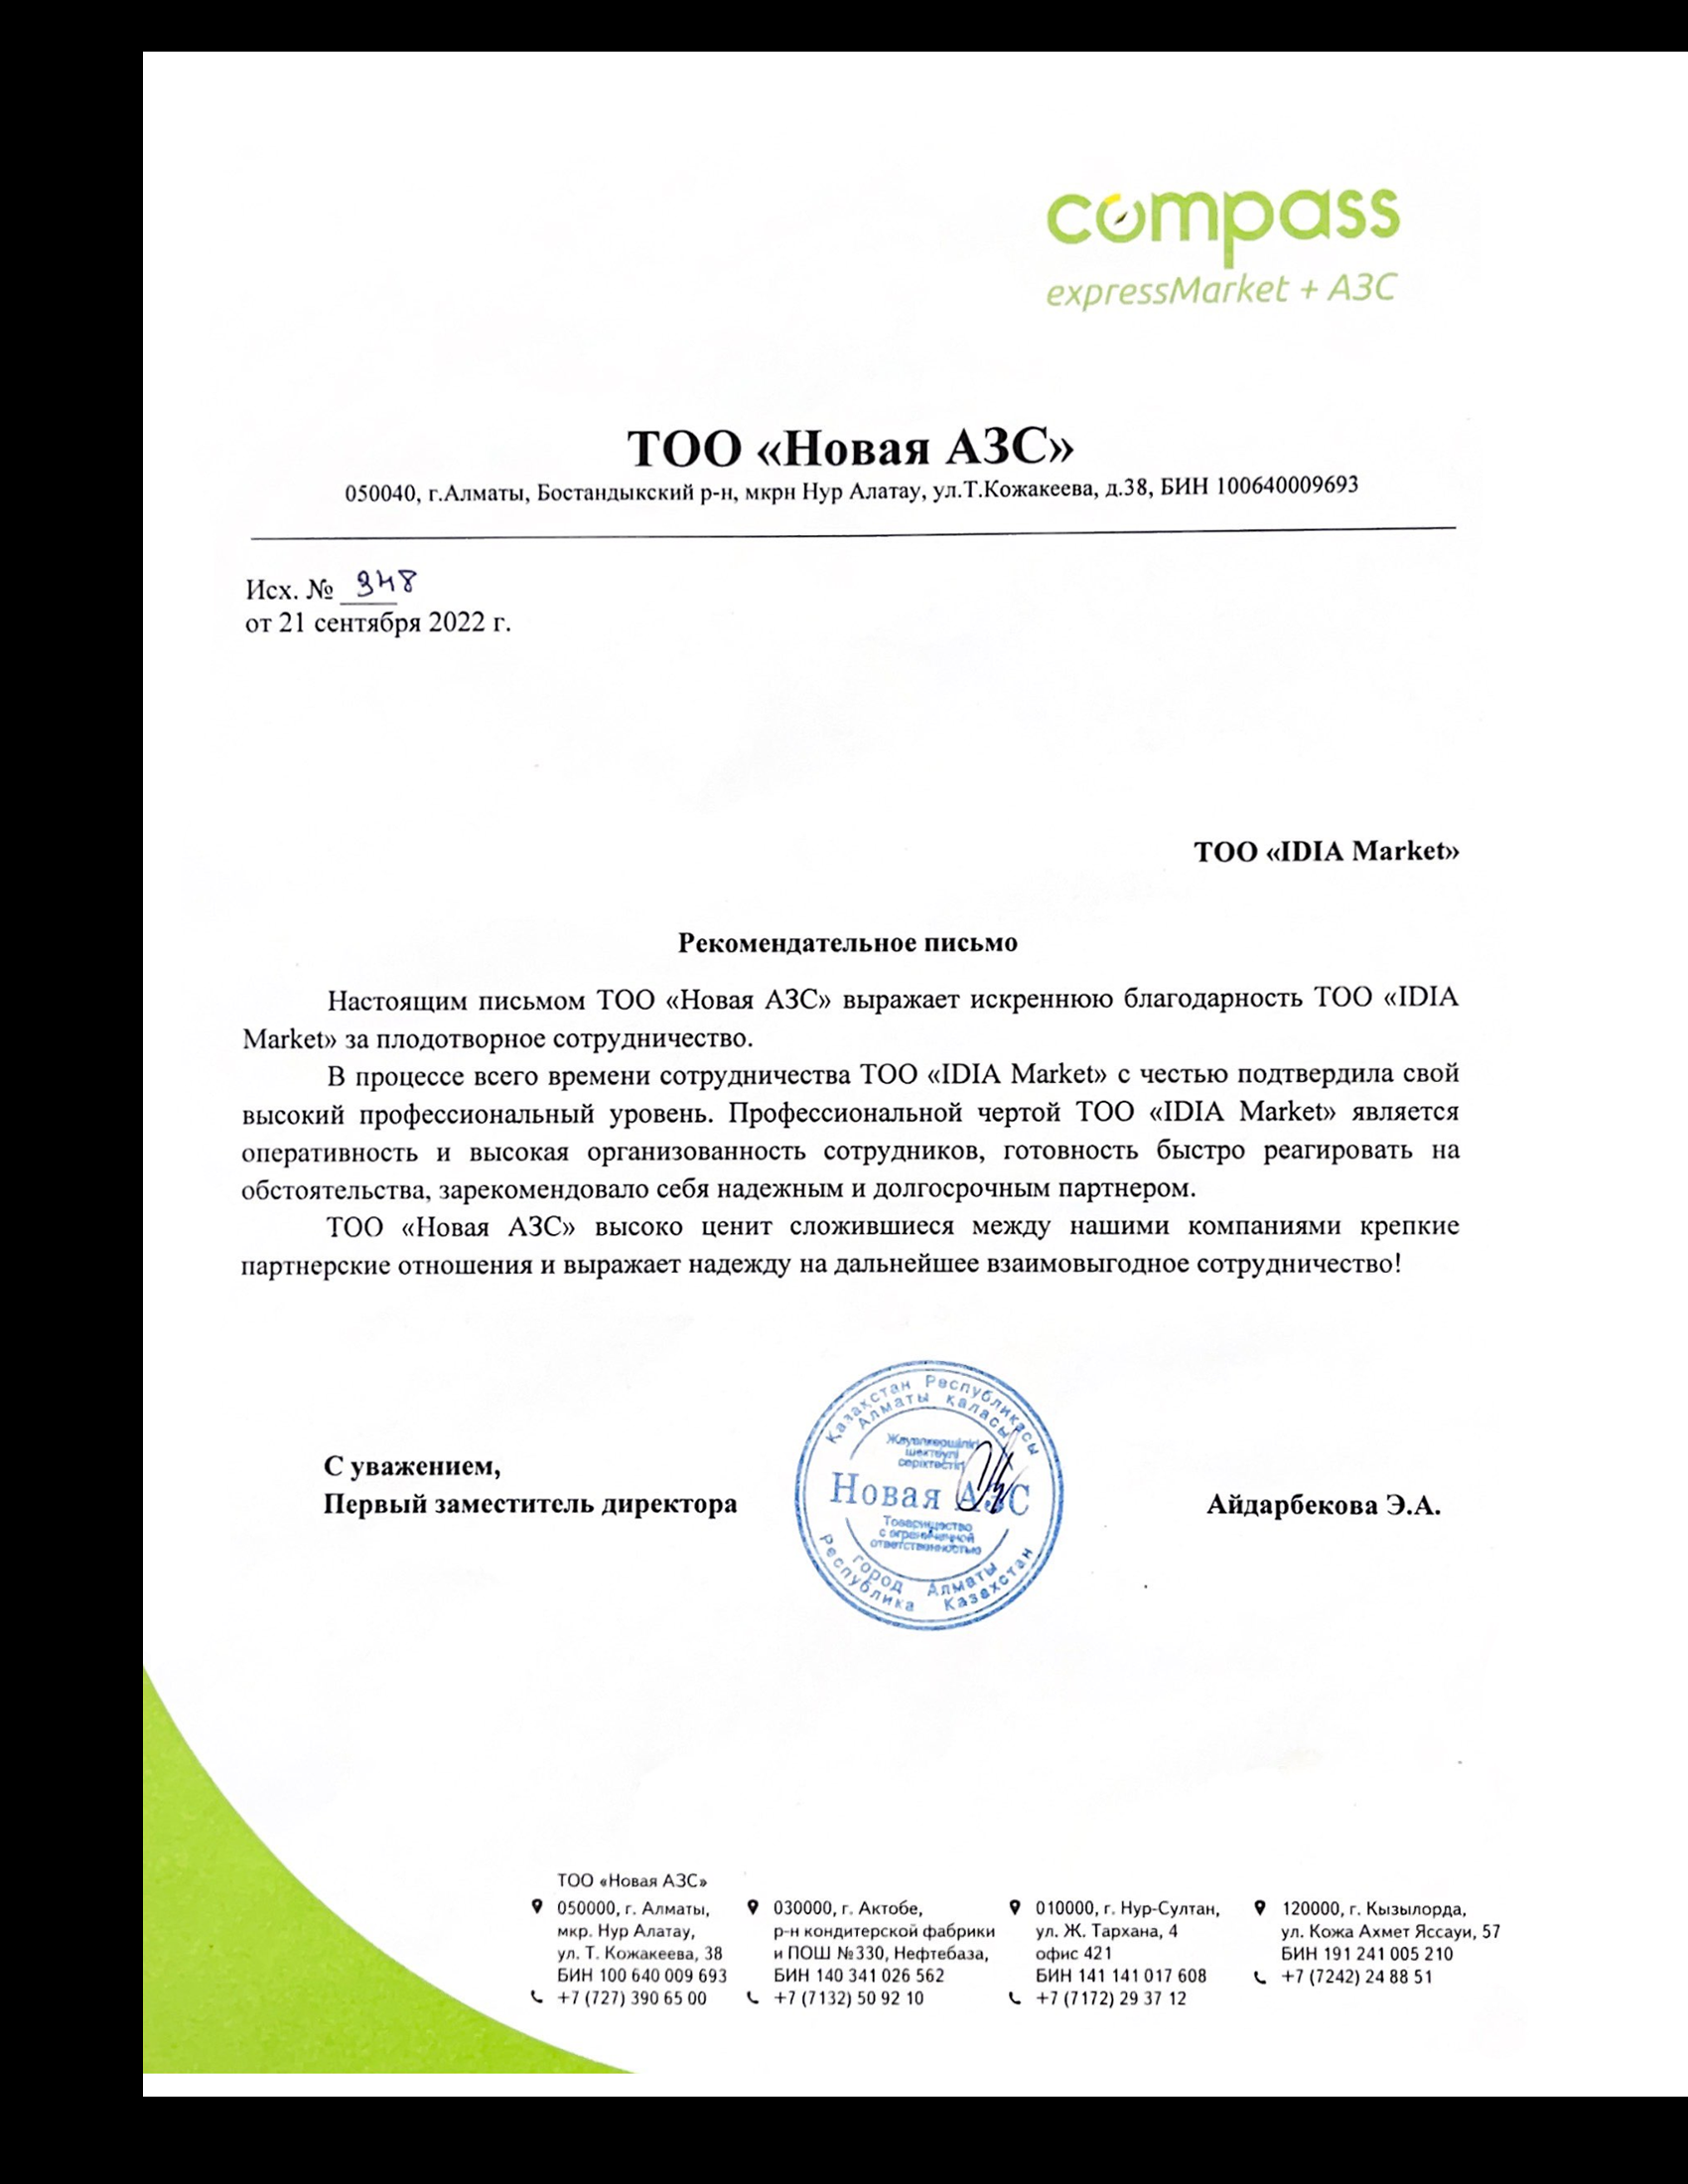 compass
expressMarket + АЗС
ТОО «Новая АЗС»
050040, г.Алматы, Бостандыкский р-н, мкрн Нур Алатау, ул.Т.Кожакеева, д.38, БИН 100640009693
Исх. № 348
от 21 сентября 2022 г.
ТОО «IDIA Market»
Рекомендательное письмо
Настоящим письмом ТОО «Новая АЗС» выражает искреннюю благодарность ТОО «IDIA
Market» за плодотворное сотрудничество.
В процессе всего времени сотрудничества ТОО «IDIA Market» с честью подтвердила свой
высокий профессиональный уровень. Профессиональной чертой ТОО «IDIA Market» является
оперативность и высокая организованность сотрудников, готовность быстро реагировать на
обстоятельства, зарекомендовало себя надежным и долгосрочным партнером.
ТОО «Новая АЗС» высоко ценит сложившиеся между нашими компаниями крепкие
партнерские отношения и выражает надежду на дальнейшее взаимовыгодное сотрудничество!
С уважением,
Первый заместитель директора
Айдарбекова Э.А.
Қазақстан Республикасы
Алматы қаласы
Жауапкершілігі
шектеулі
серіктестігі
Новая АЗС
Товарищество
с ограниченной
ответственностью
город Алматы
Республика Казахстан
ТОО «Новая АЗС»
050000, г. Алматы,
мкр. Нур Алатау,
ул. Т. Кожакеева, 38
БИН 100 640 009 693
+7 (727) 390 65 00
030000, г. Актобе,
р-н кондитерской фабрики
и ПОШ №330, Нефтебаза,
БИН 140 341 026 562
+7 (7132) 50 92 10
010000, г. Нур-Султан,
ул. Ж. Тархана, 4
офис 421
БИН 141 141 017 608
+7 (7172) 29 37 12
120000, г. Кызылорда,
ул. Кожа Ахмет Яссауи, 57
БИН 191 241 005 210
+7 (7242) 24 88 51